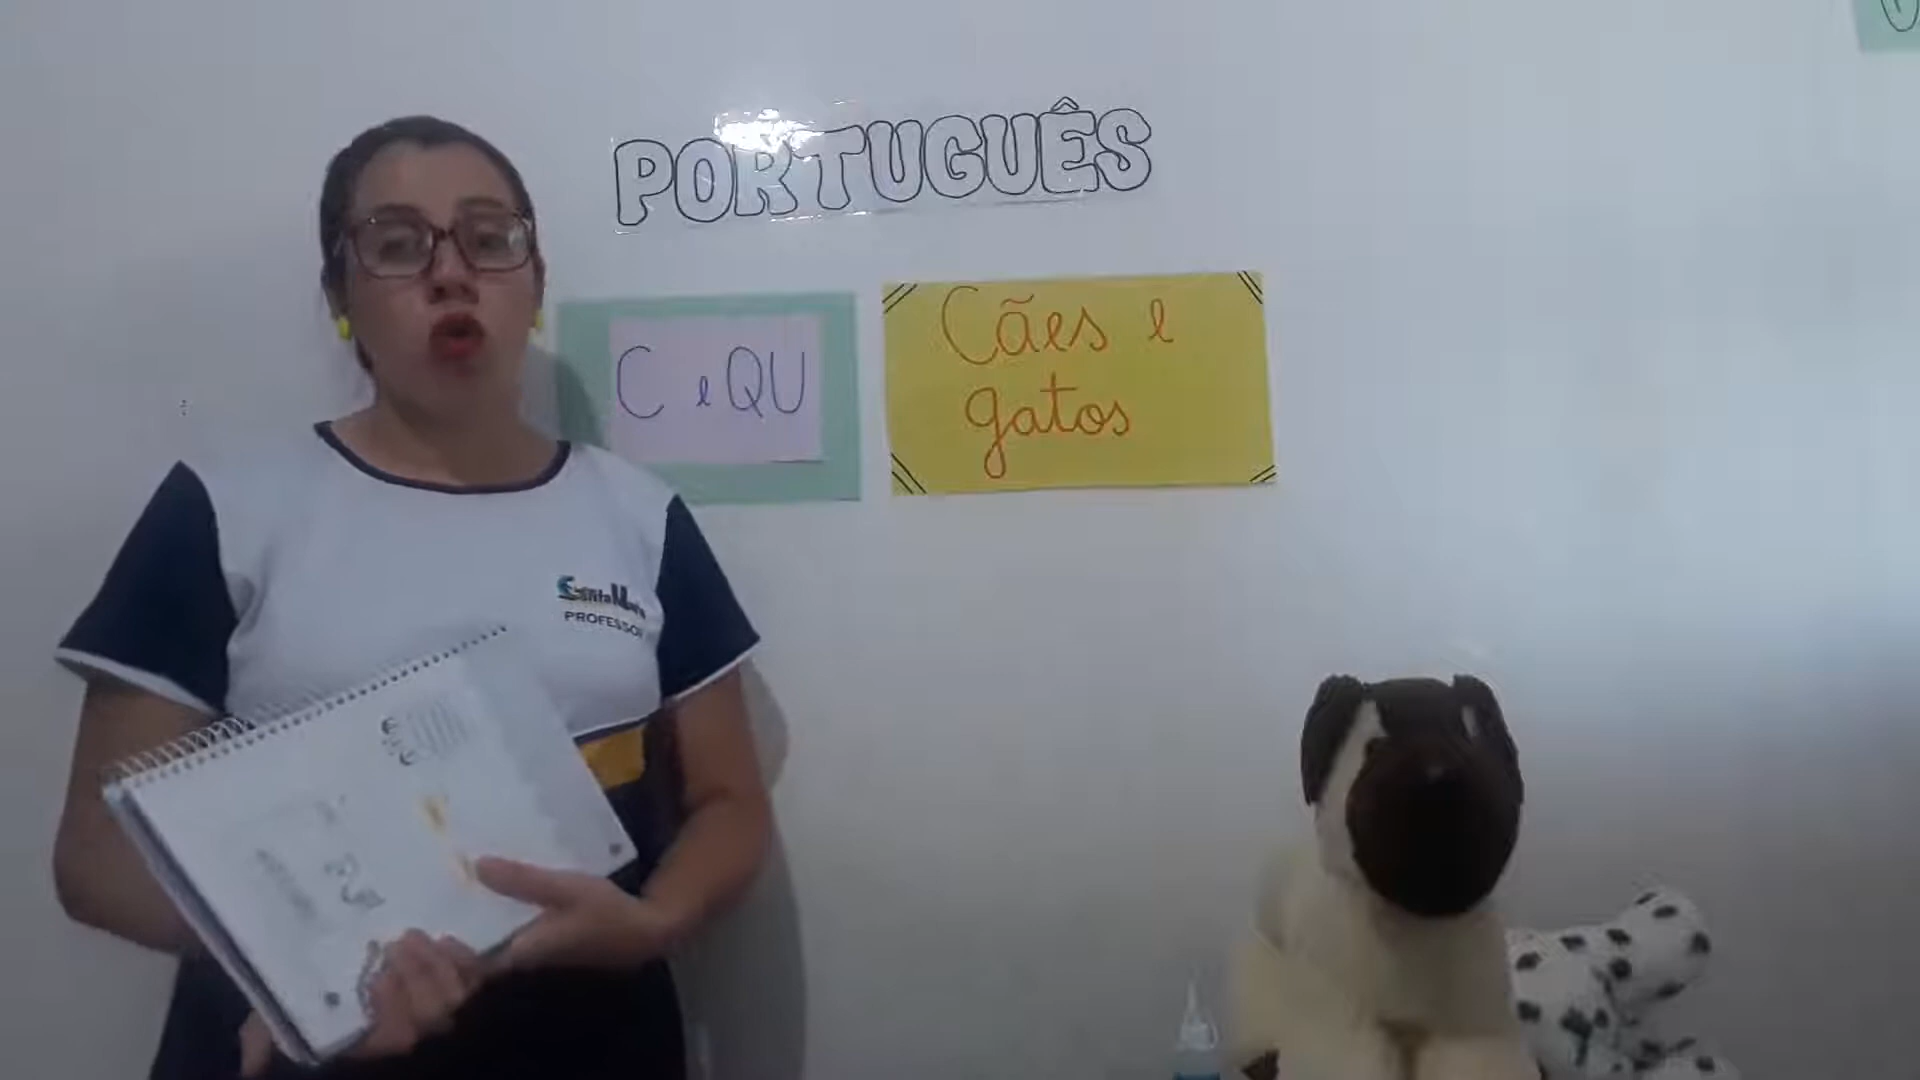 PORTUGUÊS
C e QU
Cães e
gatos
PROFESSOR